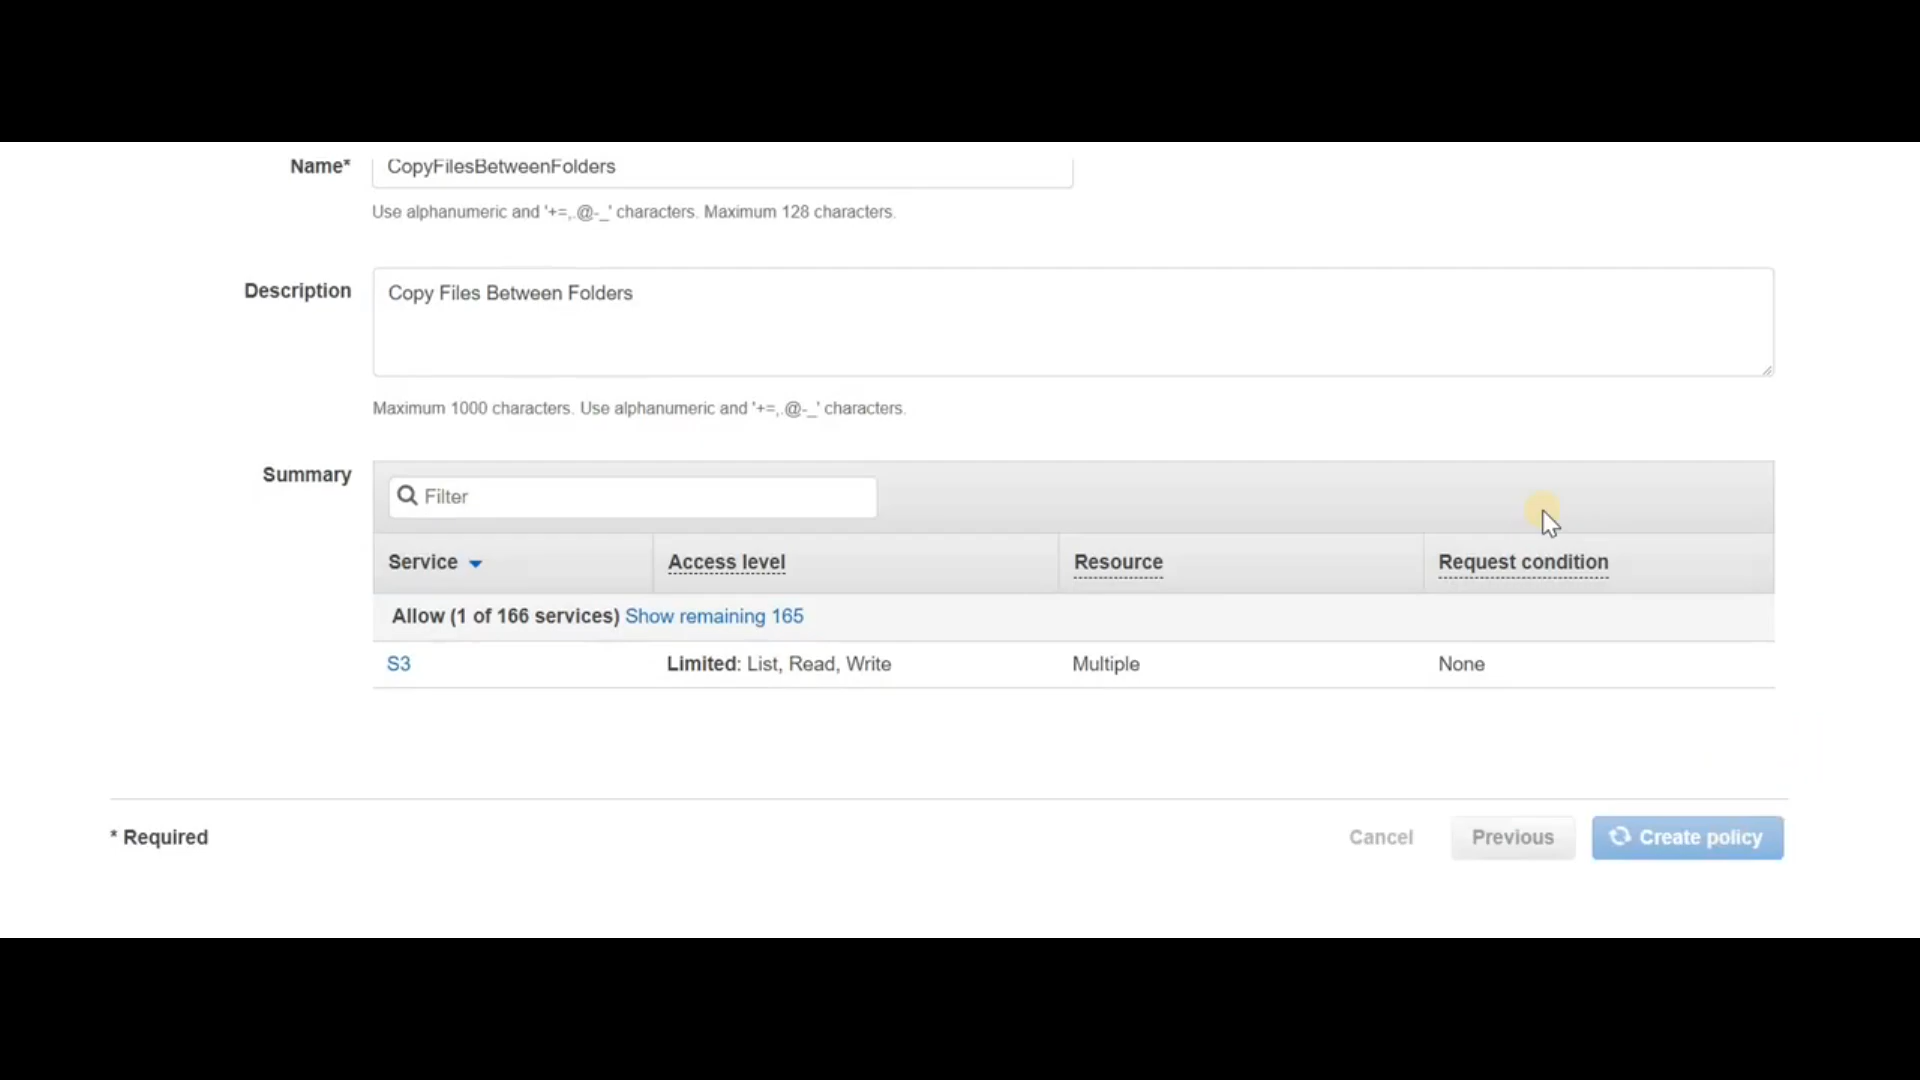 Name* CopyFilesBetweenFolders
Use alphanumeric and '+=,.@-_' characters. Maximum 128 characters.
Description Copy Files Between Folders
Maximum 1000 characters. Use alphanumeric and '+=,.@-_' characters.
Summary Filter
Service Access level Resource Request condition
Allow (1 of 166 services) Show remaining 165
S3 Limited: List, Read, Write Multiple None
* Required Cancel Previous Create policy